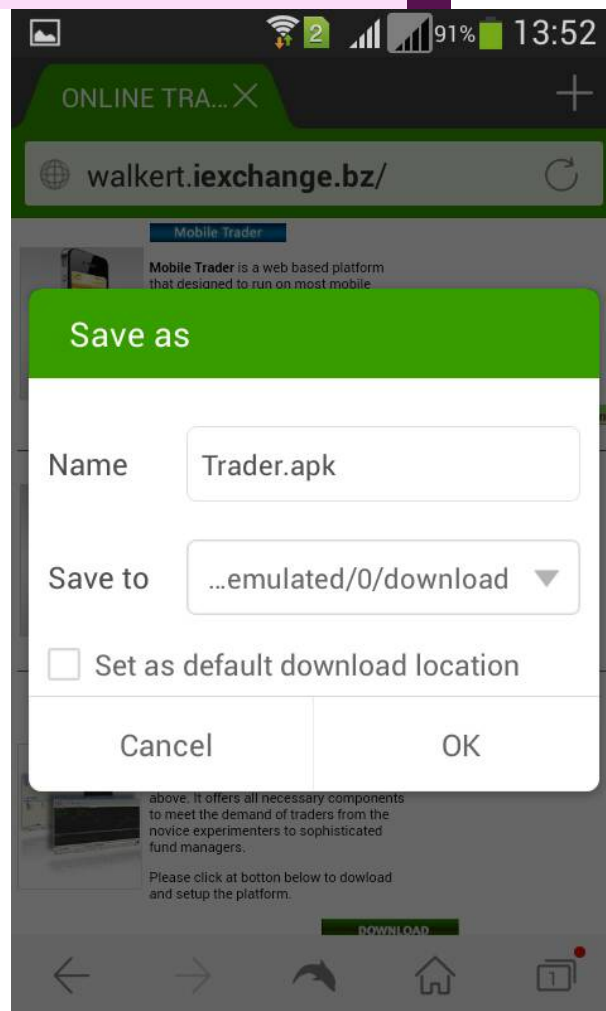 2 91% 13:52
ONLINE TRA...
walkert.iexchange.bz/
Mobile Trader
Mobile Trader is a web based platform
that designed to run on most mobile
Save as
Name Trader.apk
Save to ...emulated/0/download
Set as default download location
Cancel OK
above. It offers all necessary components
to meet the demand of traders from the
novice experimenters to sophisticated
fund managers.
Please click at botton below to dowload
and setup the platform.
DOWNLOAD
1